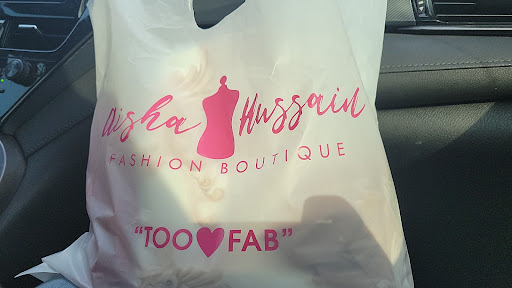 Aisha Hussain
FASHION BOUTIQUE
"TOO FAB"